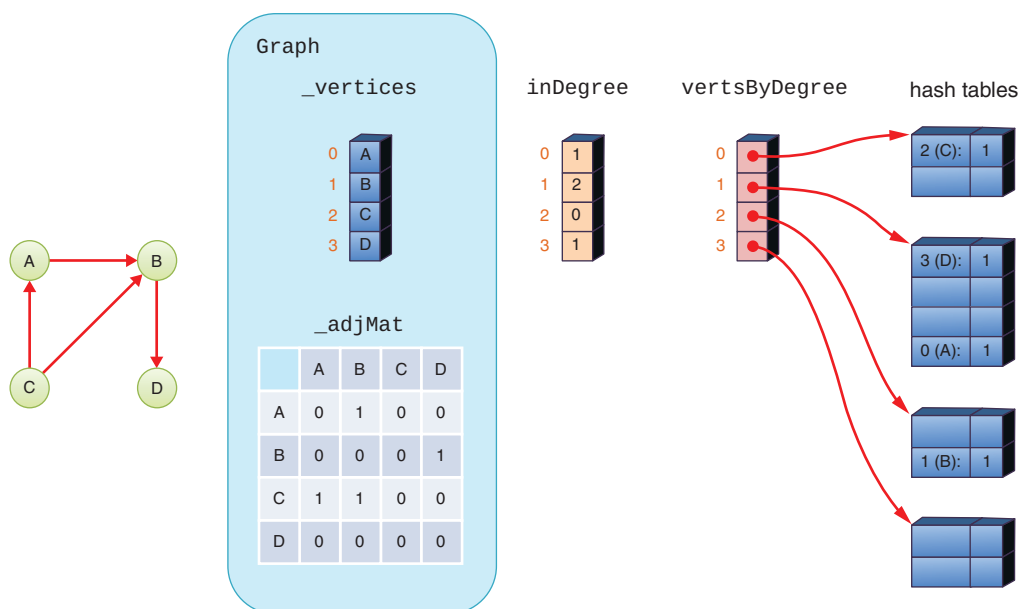 Graph
_vertices
inDegree
vertsByDegree
hash tables
0 A
1 B
2 C
3 D
0 1
1 2
2 0
3 1
0
1
2
3
2 (C): 1
3 (D): 1
0 (A): 1
1 (B): 1
A B
C D
_adjMat
A B C D
A 0 1 0 0
B 0 0 0 1
C 1 1 0 0
D 0 0 0 0